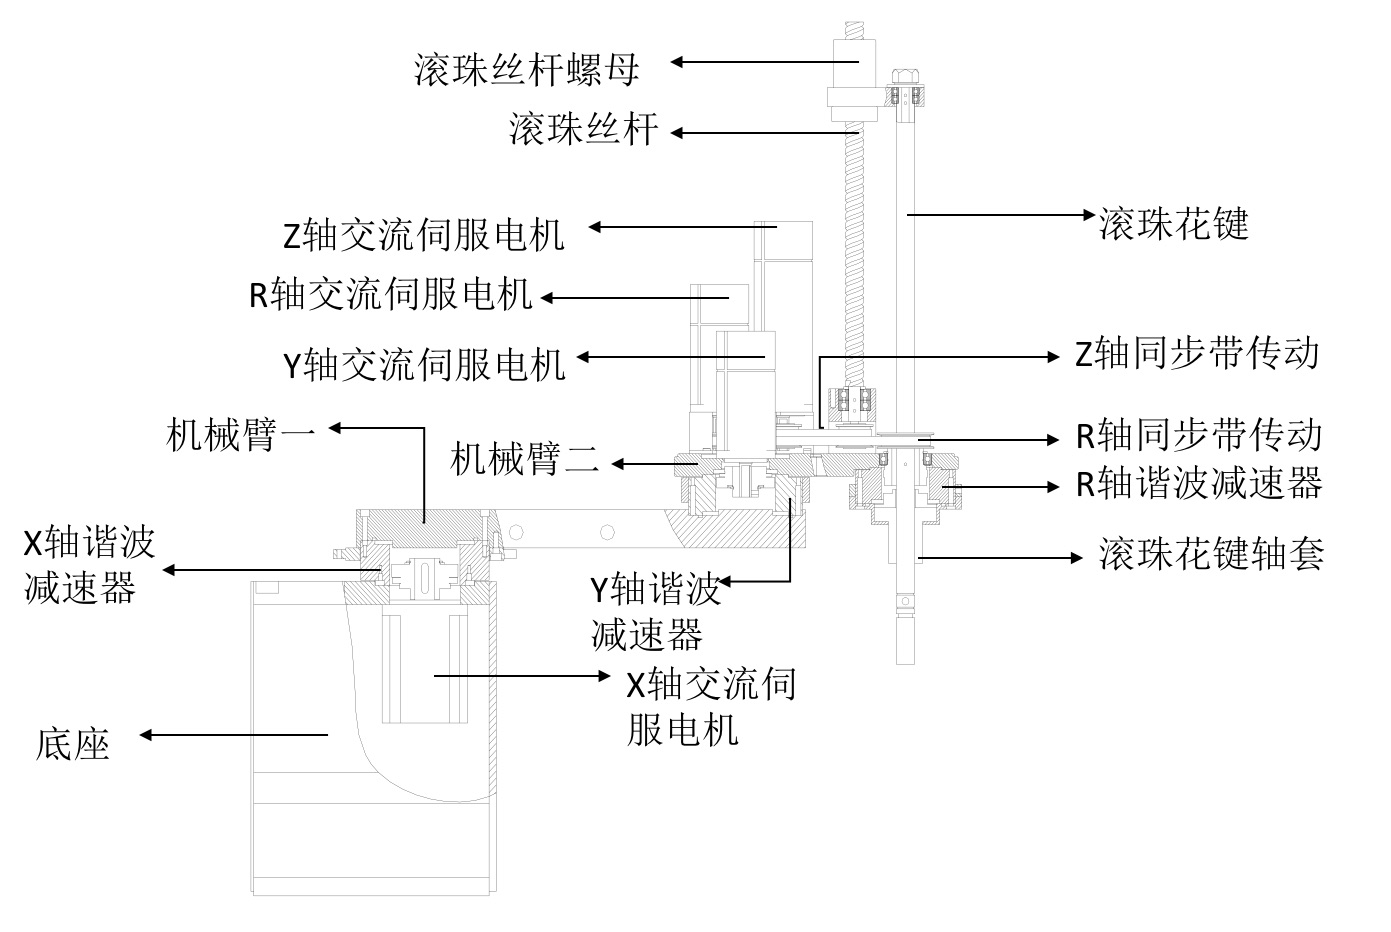 滚珠丝杆螺母
滚珠丝杆
滚珠花键
Z轴交流伺服电机
R轴交流伺服电机
Y轴交流伺服电机
Z轴同步带传动
机械臂一
机械臂二
R轴同步带传动
R轴谐波减速器
X轴谐波
减速器
滚珠花键轴套
Y轴谐波
减速器
X轴交流伺
服电机
底座